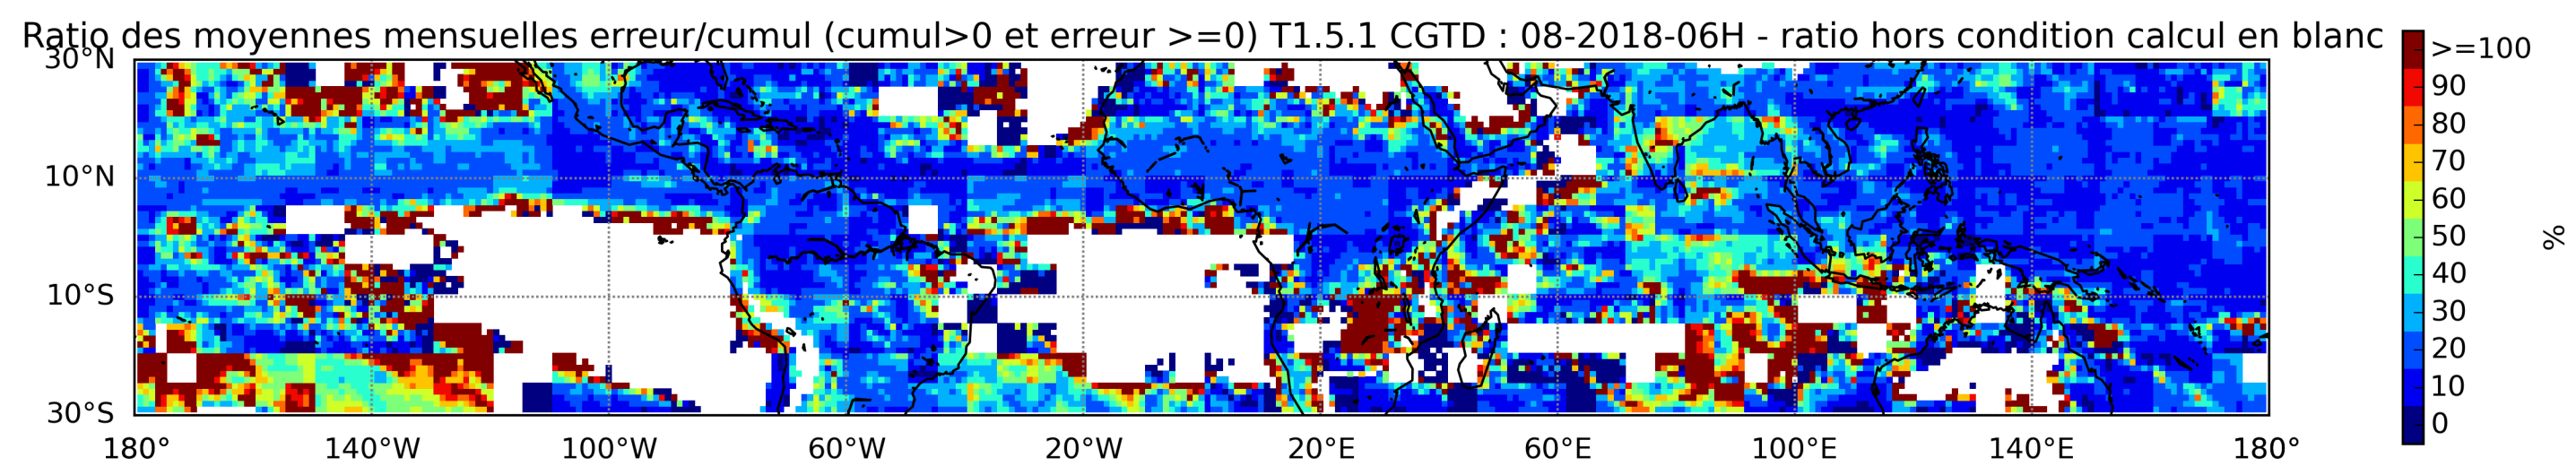 Ratio des moyennes mensuelles erreur/cumul (cumul>0 et erreur >=0) T1.5.1 CGTD : 08-2018-06H - ratio hors condition calcul en blanc
30°N
10°N
10°S
30°S
180°
140°W
100°W
60°W
20°W
20°E
60°E
100°E
140°E
180°
>=100
90
80
70
60
50
40
30
20
10
0
%